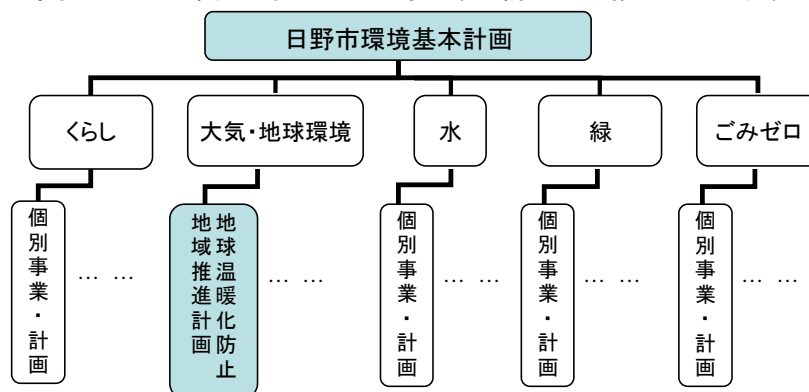 日野市環境基本計画
くらし
大気・地球環境
水
緑
ごみゼロ
個別事業・計画
… …
地球温暖化防止
地域推進計画
… …
個別事業・計画
… …
個別事業・計画
… …
個別事業・計画
… …